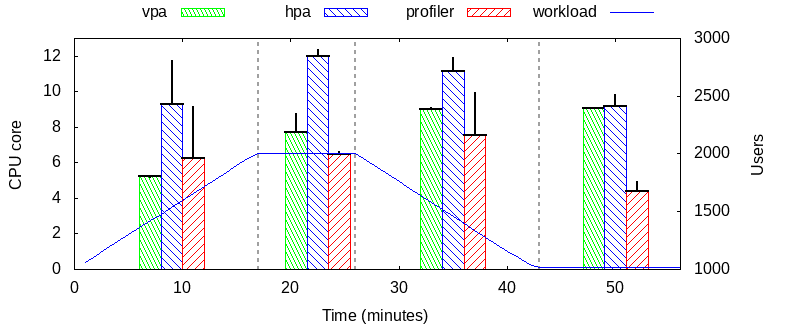 vpa hpa profiler workload
12 3000
10 2500
8
6 2000
4 1500
2
0 1000
CPU core
Users
0 10 20 30 40 50
Time (minutes)